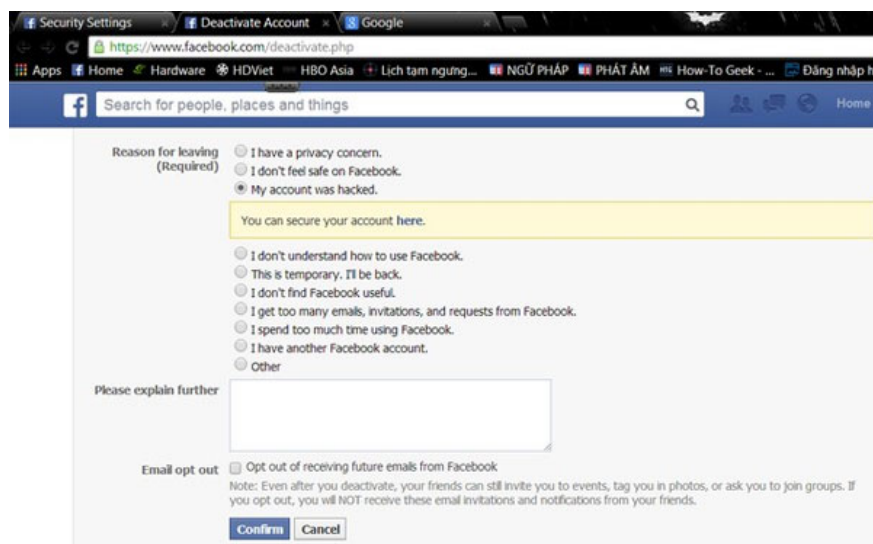 Security Settings
Deactivate Account
Google
https://www.facebook.com/deactivate.php
Apps Home Hardware HDViet HBO Asia Lịch tạm ngưng... NGỮ PHÁP PHÁT ÂM How-To Geek - ... Đăng nhập h
Search for people, places and things
Home
Reason for leaving
(Required)
I have a privacy concern.
I don't feel safe on Facebook.
My account was hacked.
You can secure your account here.
I don't understand how to use Facebook.
This is temporary. I'll be back.
I don't find Facebook useful.
I get too many emails, invitations, and requests from Facebook.
I spend too much time using Facebook.
I have another Facebook account.
Other
Please explain further
Email opt out
Opt out of receiving future emails from Facebook
Note: Even after you deactivate, your friends can still invite you to events, tag you in photos, or ask you to join groups. If
you opt out, you will NOT receive these email invitations and notifications from your friends.
Confirm
Cancel